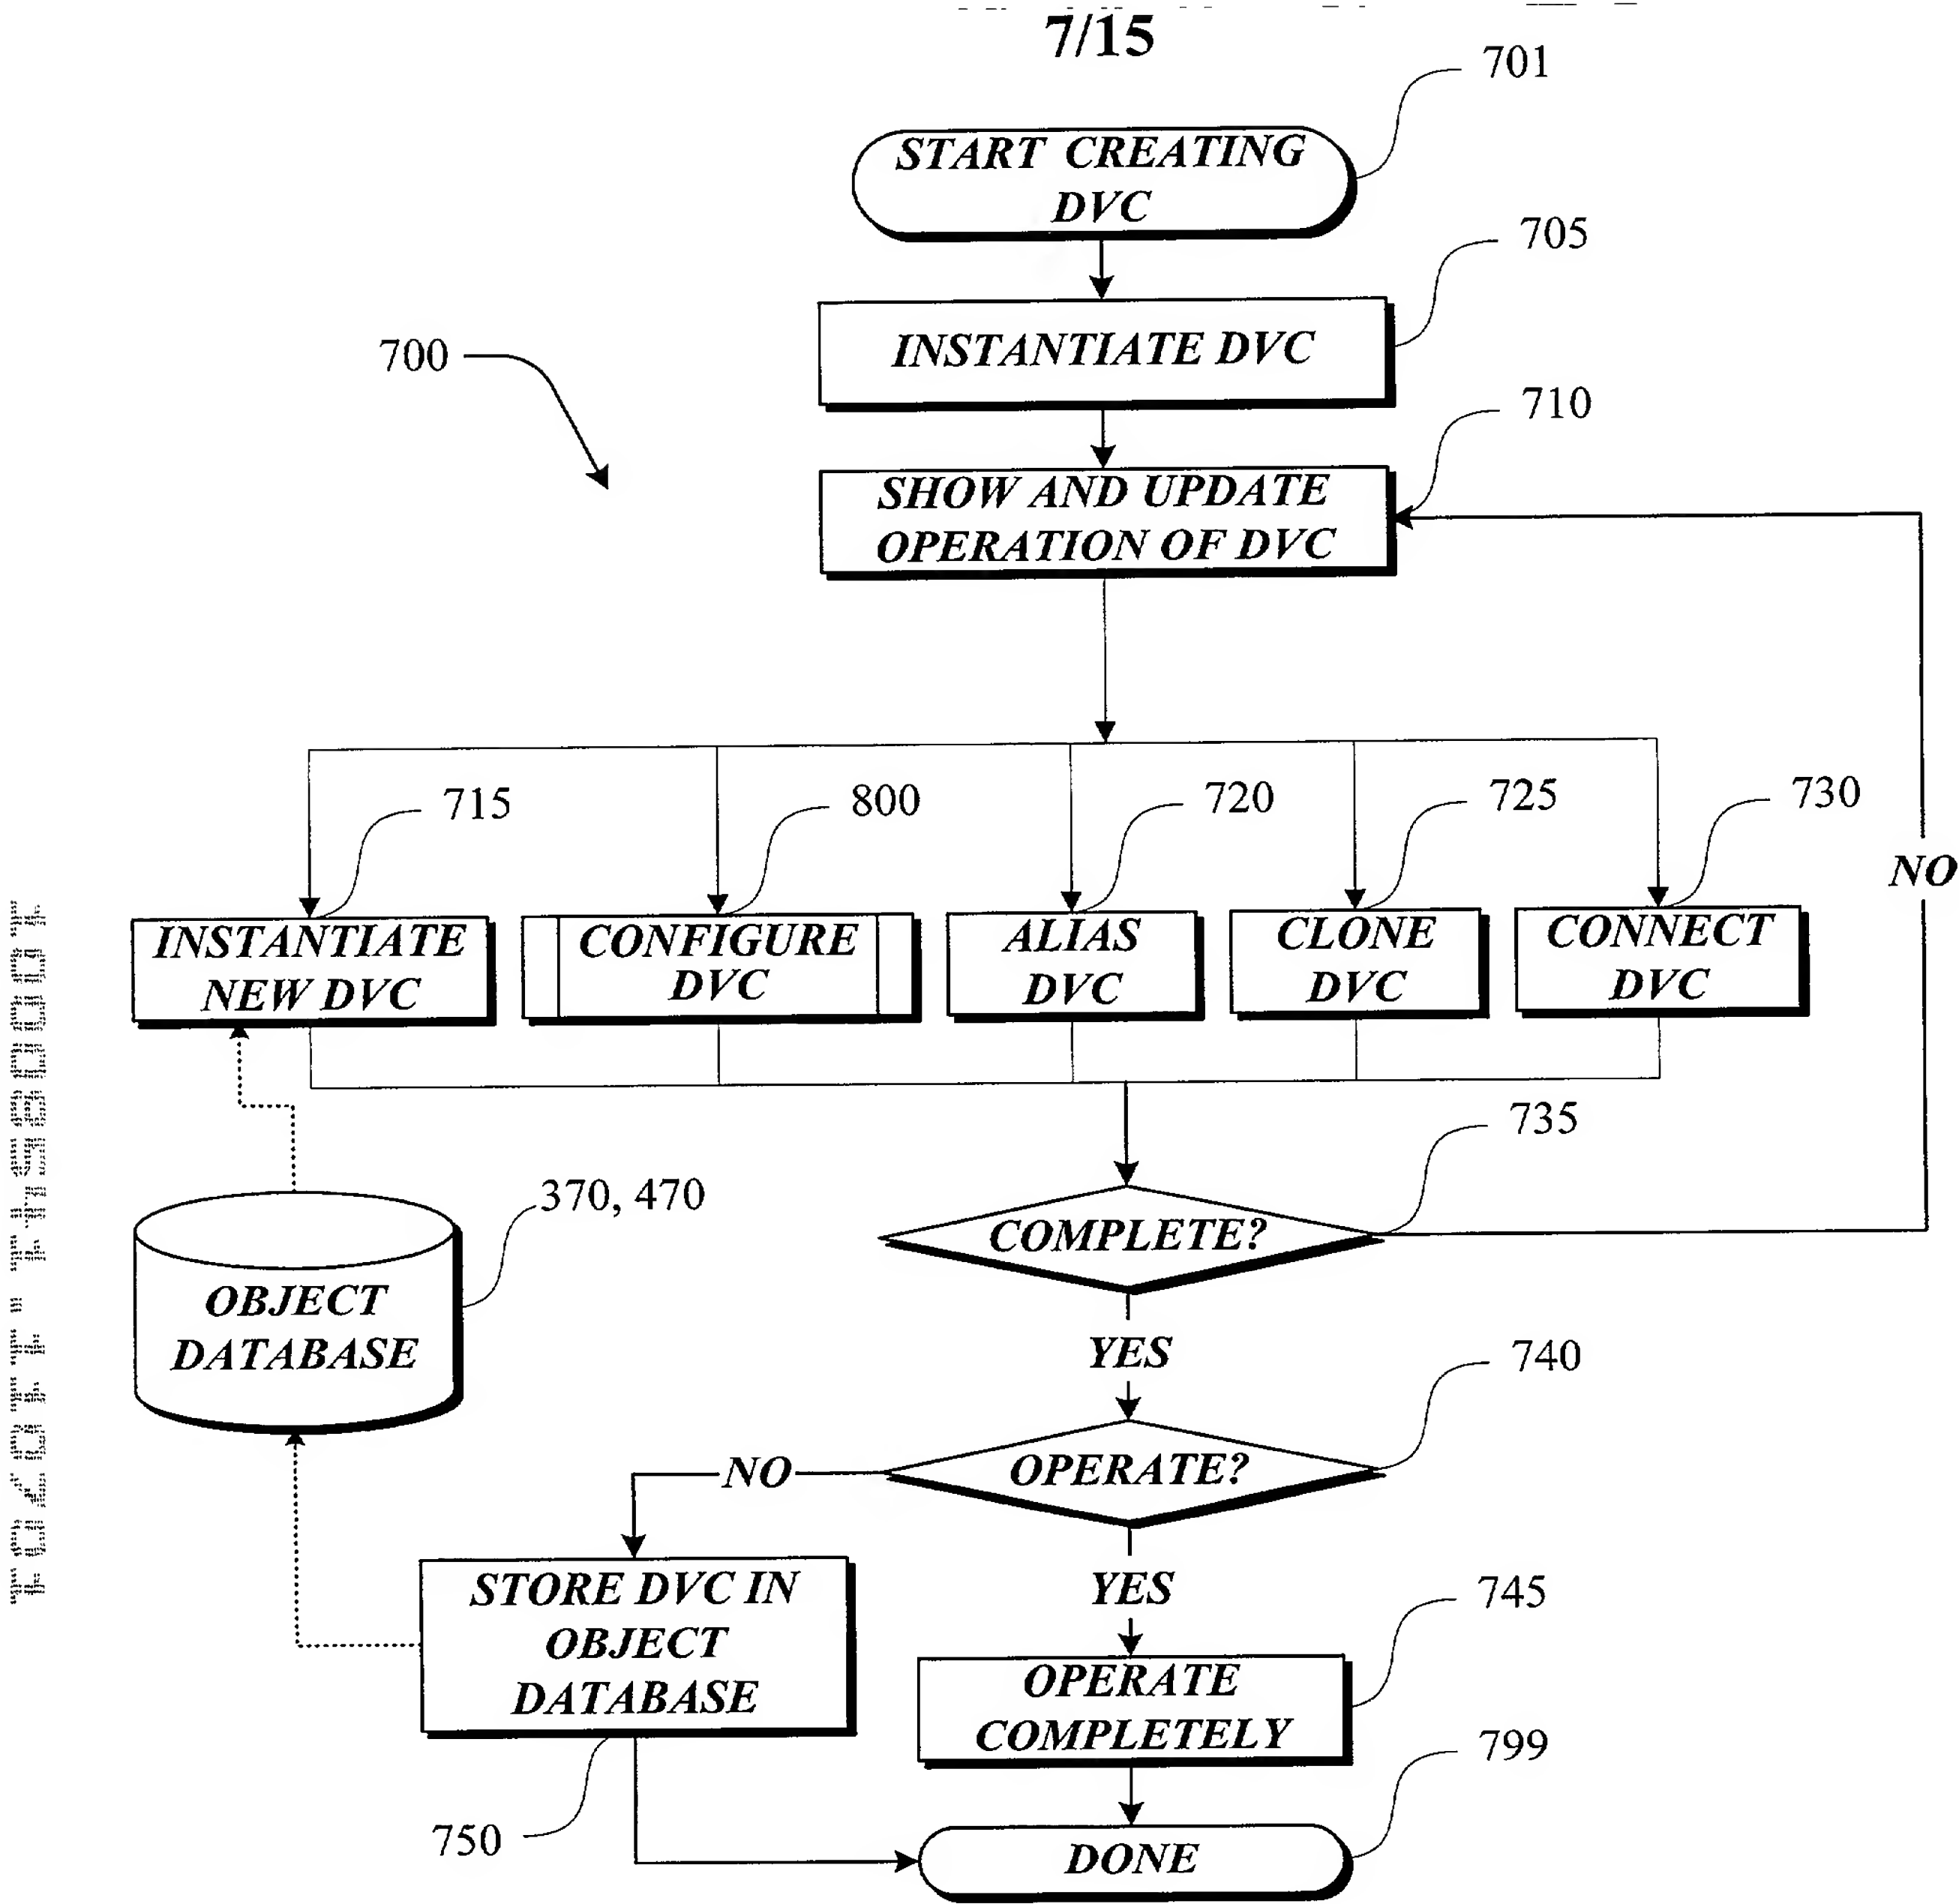 7/15
701
START CREATING
DVC
705
INSTANTIATE DVC
700
710
SHOW AND UPDATE
OPERATION OF DVC
715
800
720
725
730
NO
INSTANTIATE
NEW DVC
CONFIGURE
DVC
ALIAS
DVC
CLONE
DVC
CONNECT
DVC
735
370, 470
COMPLETE?
OBJECT
DATABASE
YES
740
NO
OPERATE?
STORE DVC IN
OBJECT
DATABASE
YES
745
OPERATE
COMPLETELY
799
750
DONE